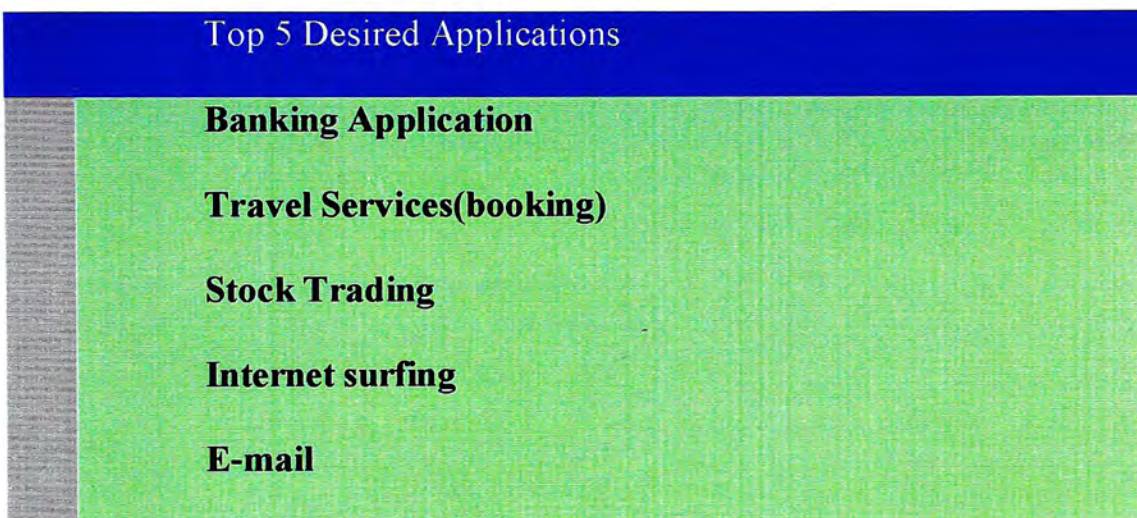 Top 5 Desired Applications
Banking Application
Travel Services(booking)
Stock Trading
Internet surfing
E-mail